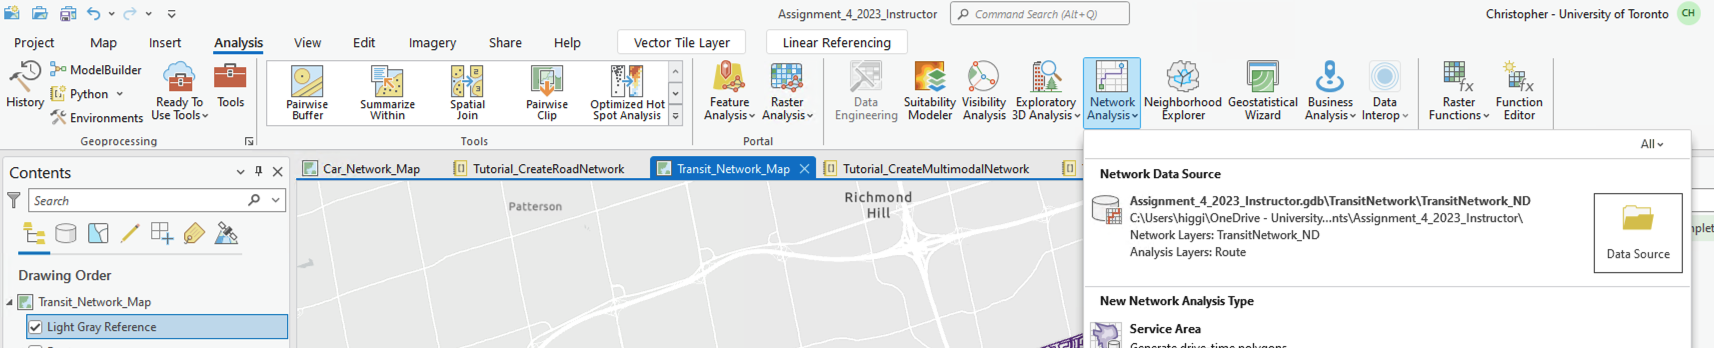 Assignment_4_2023_Instructor
Command Search (Alt+Q)
Christopher - University of Toronto
CH
Project
Map
Insert
Analysis
View
Edit
Imagery
Share
Help
Vector Tile Layer
Linear Referencing
History
ModelBuilder
Python
Environments
Ready To
Use Tools
Tools
Geoprocessing
Pairwise
Buffer
Summarize
Within
Spatial
Join
Pairwise
Clip
Optimized Hot
Spot Analysis
Tools
Feature
Analysis
Raster
Analysis
Portal
Data
Engineering
Suitability
Modeler
Visibility
Analysis
Exploratory
3D Analysis
Network
Analysis
Neighborhood
Explorer
Geostatistical
Wizard
Business
Analysis
Data
Interop
Raster
Functions
Function
Editor
Contents
Search
Drawing Order
Transit_Network_Map
Light Gray Reference
Car_Network_Map
Tutorial_CreateRoadNetwork
Transit_Network_Map
Tutorial_CreateMultimodalNetwork
Patterson
Richmond
Hill
All
Network Data Source
Assignment_4_2023_Instructor.gdb\TransitNetwork\TransitNetwork_ND
C:\Users\higgi\OneDrive - University...nts\Assignment_4_2023_Instructor\
Network Layers: TransitNetwork_ND
Analysis Layers: Route
Data Source
New Network Analysis Type
Service Area
Generate drive-time polygons